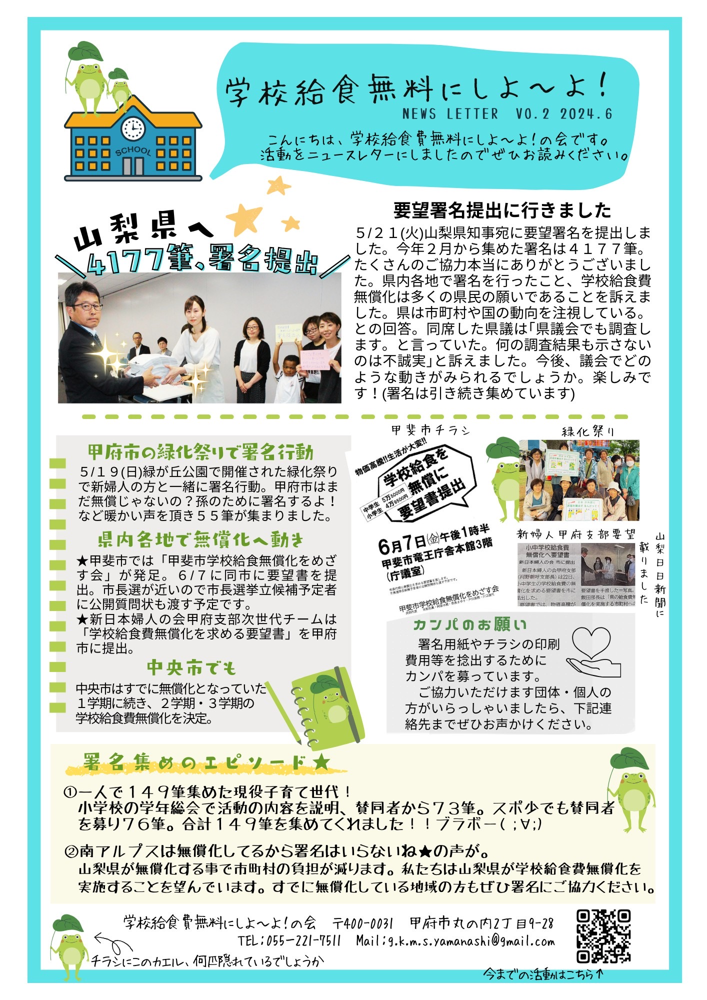 学校給食無料にしよ～よ！
NEWS LETTER VO.2 2024.6
こんにちは、学校給食費無料にしよ～よ！の会です。
活動をニュースレターにしましたのでぜひお読みください。
SCHOOL
山梨県へ
4177筆、署名提出
要望署名提出に行きました
５/２１(火)山梨県知事宛に要望署名を提出しま
した。今年２月から集めた署名は４１７７筆。
たくさんのご協力本当にありがとうございまし
た。県内各地で署名を行ったこと、学校給食費
無償化は多くの県民の願いであることを訴えま
した。県は市町村や国の動向を注視している。
との回答。同席した県議は「県議会でも調査し
ます。と言っていた。何の調査結果も示さない
のは不誠実」と訴えました。今後、議会でどの
ような動きがみられるでしょうか。楽しみで
す！(署名は引き続き集めています)
甲府市の緑化祭りで署名行動
５/１９(日)緑が丘公園で開催された緑化祭り
で新婦人の方と一緒に署名行動。甲府市はま
だ無償じゃないの？孫のために署名するよ！
など暖かい声を頂き５５筆が集まりました。
県内各地で無償化へ動き
★甲斐市では「甲斐市学校給食無償化をめざ
す会」が発足。６/７に同市に要望書を提
出。市長選が近いので市長選挙立候補予定者
に公開質問状も渡す予定です。
★新日本婦人の会甲府支部次世代チームは
「学校給食費無償化を求める要望書」を甲府
市に提出。
中央市でも
中央市はすでに無償化となっていた
１学期に続き、２学期・３学期の
学校給食費無償化を決定。
甲斐市チラシ
物価高騰!!生活が大変!!
学校給食を
無償に
中学生 5万5000円
小学生 4万9500円
要望書提出
6月7日㈮午後1時半
甲斐市竜王庁舎本館3階
(庁議室)
市長代理に無償化を求める要望書を渡します。
市長選挙立候補予定者に公開質問状も渡す予定です。
甲斐市学校給食無償化をめざす会
緑化祭り
新婦人甲府支部要望
山梨日日新聞に
載りました
小中学校給食費
無償化へ要望書
新日本婦人の会 市に提出
新日本婦人の会甲府支部
(河野朝呼支部長)は22日、
小中学生の学校給食費の無
償化を求める要望書を市に
提出した。
要望書では、物価高騰が
要望書を手渡した＝写真。
飯田部長は「県の給食費無
償化を実施する市町村への
カンパのお願い
署名用紙やチラシの印刷
費用等を捻出するために
カンパを募っています。
ご協力いただけます団体・個人の
方がいらっしゃいましたら、下記連
絡先までぜひお声かけください。
署名集めのエピソード★
①一人で１４９筆集めた現役子育て世代！
小学校の学年総会で活動の内容を説明、賛同者から７３筆。スポ少でも賛同者
を募り７６筆。合計１４９筆を集めてくれました！！ブラボー( ;∀;)
②南アルプスは無償化してるから署名はいらないね★の声が。
山梨県が無償化する事で市町村の負担が減ります。私たちは山梨県が学校給食費無償化を
実施することを望んでいます。すでに無償化している地域の方もぜひ署名にご協力ください。
学校給食費無料にしよ～よ！の会 〒400-0031 甲府市丸の内2丁目9-28
TEL:055-221-7511 Mail:g.k.m.s.yamanashi@gmail.com
チラシにこのカエル、何匹隠れているでしょうか
今までの活動はこちら↑